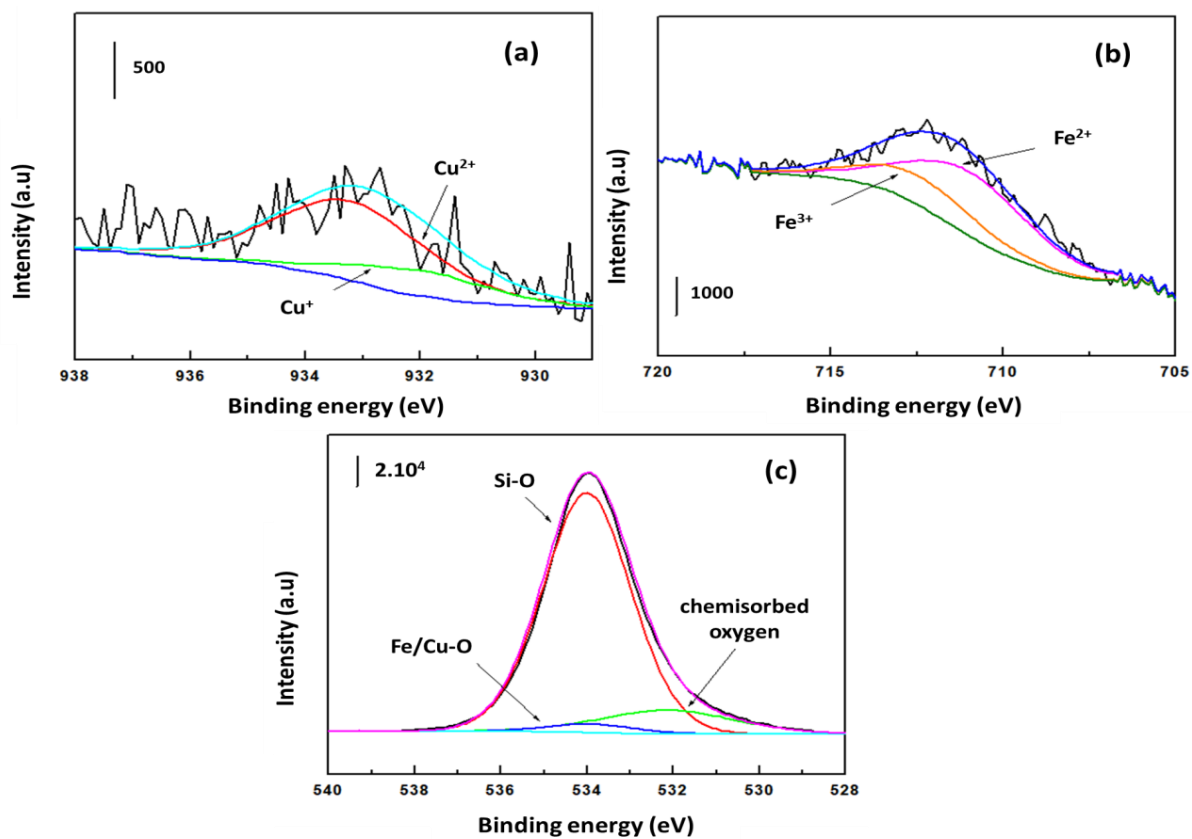 (a)
500
Cu²⁺
Cu⁺
Intensity (a.u)
938 936 934 932 930
Binding energy (eV)
(b)
Fe²⁺
Fe³⁺
1000
Intensity (a.u)
720 715 710 705
Binding energy (eV)
(c)
2.10⁴
Si-O
chemisorbed
oxygen
Fe/Cu-O
Intensity (a.u)
540 538 536 534 532 530 528
Binding energy (eV)